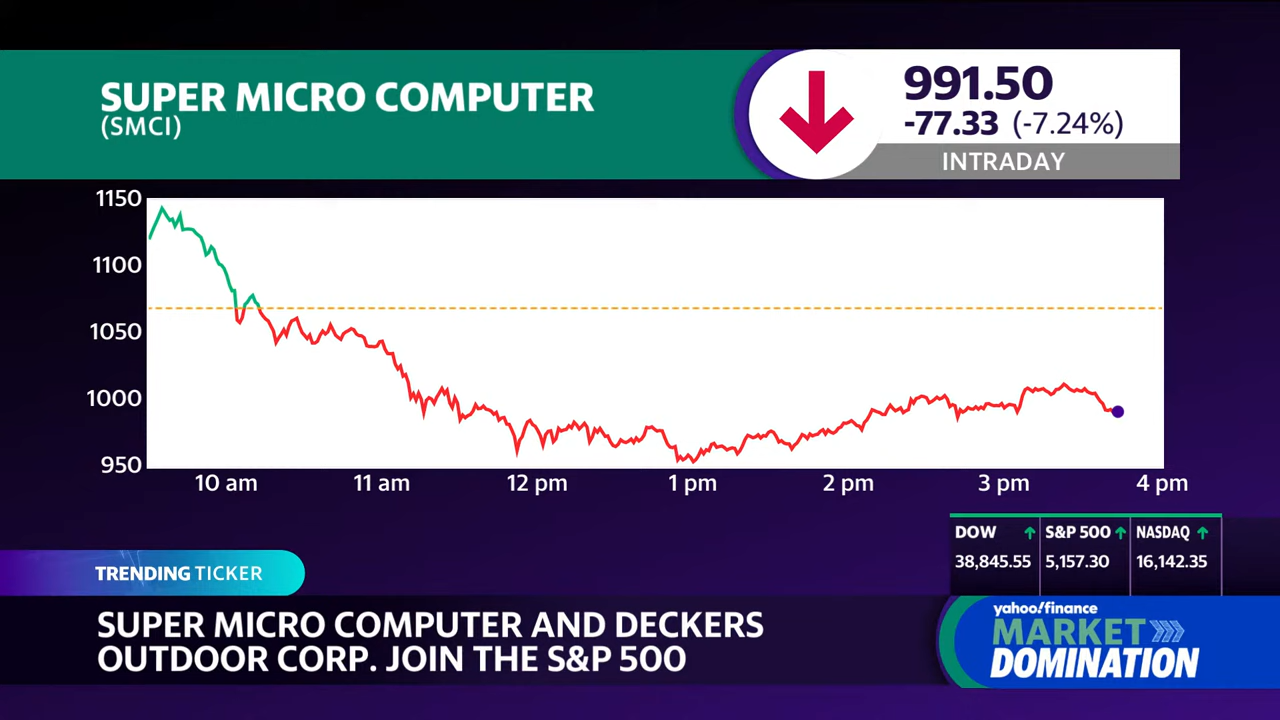 SUPER MICRO COMPUTER
(SMCI)
991.50
-77.33 (-7.24%)
INTRADAY
1150
1100
1050
1000
950
10 am 11 am 12 pm 1 pm 2 pm 3 pm 4 pm
DOW S&P 500 NASDAQ
38,845.55 5,157.30 16,142.35
TRENDING TICKER
SUPER MICRO COMPUTER AND DECKERS
OUTDOOR CORP. JOIN THE S&P 500
yahoo!finance
MARKET
DOMINATION